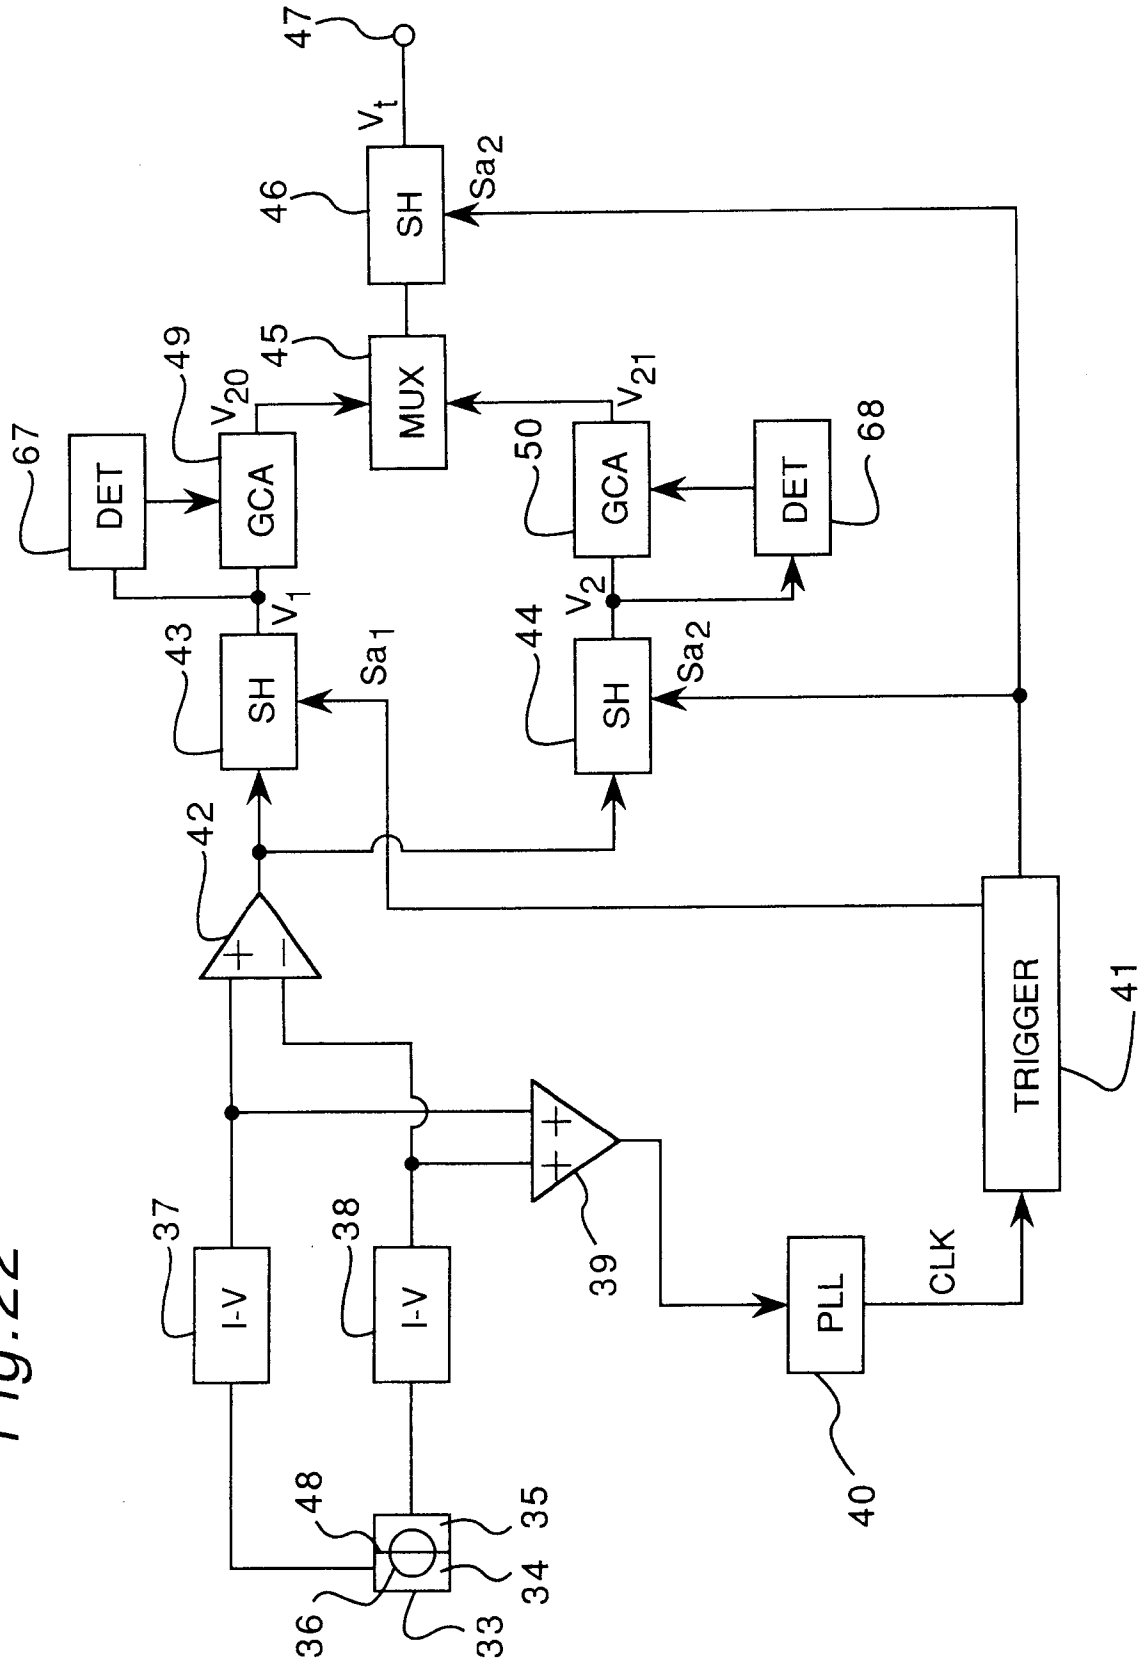 Fig.22
47
Vt
46
SH
Sa2
67
DET
49
V20
GCA
45
MUX
V21
50
GCA
DET
68
43
V1
SH
Sa1
44
V2
SH
Sa2
42
+
−
37
I-V
38
I-V
+
+
39
TRIGGER
41
PLL
CLK
40
48
36
35
34
33